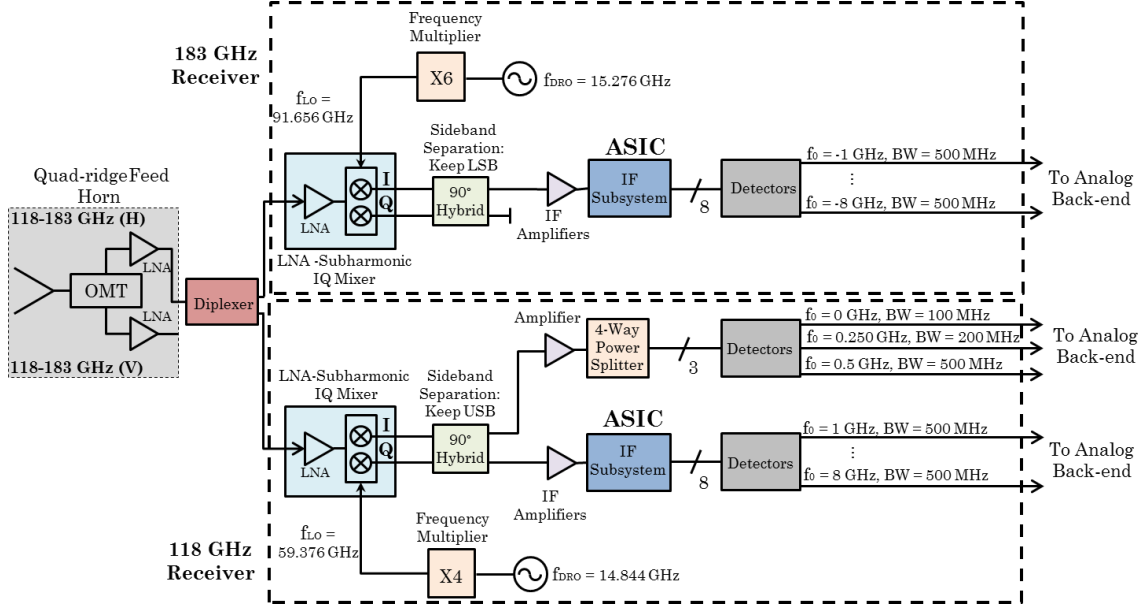 183 GHz
Receiver
Frequency
Multiplier
X6
fDRO = 15.276 GHz
fLO =
91.656 GHz
Sideband
Separation:
Keep LSB
ASIC
I
Q
LNA
90°
Hybrid
IF
Amplifiers
IF
Subsystem
8
Detectors
f0 = -1 GHz, BW = 500 MHz
⋮
f0 = -8 GHz, BW = 500 MHz
To Analog
Back-end
LNA -Subharmonic
IQ Mixer
Quad-ridge Feed
Horn
118-183 GHz (H)
LNA
OMT
LNA
118-183 GHz (V)
Diplexer
LNA-Subharmonic
IQ Mixer
Sideband
Separation:
Keep USB
Amplifier
4-Way
Power
Splitter
3
Detectors
f0 = 0 GHz, BW = 100 MHz
f0 = 0.250 GHz, BW = 200 MHz
f0 = 0.5 GHz, BW = 500 MHz
To Analog
Back-end
I
Q
LNA
90°
Hybrid
IF
Amplifiers
ASIC
IF
Subsystem
8
Detectors
f0 = 1 GHz, BW = 500 MHz
⋮
f0 = 8 GHz, BW = 500 MHz
To Analog
Back-end
fLO =
59.376 GHz
Frequency
Multiplier
X4
fDRO = 14.844 GHz
118 GHz
Receiver